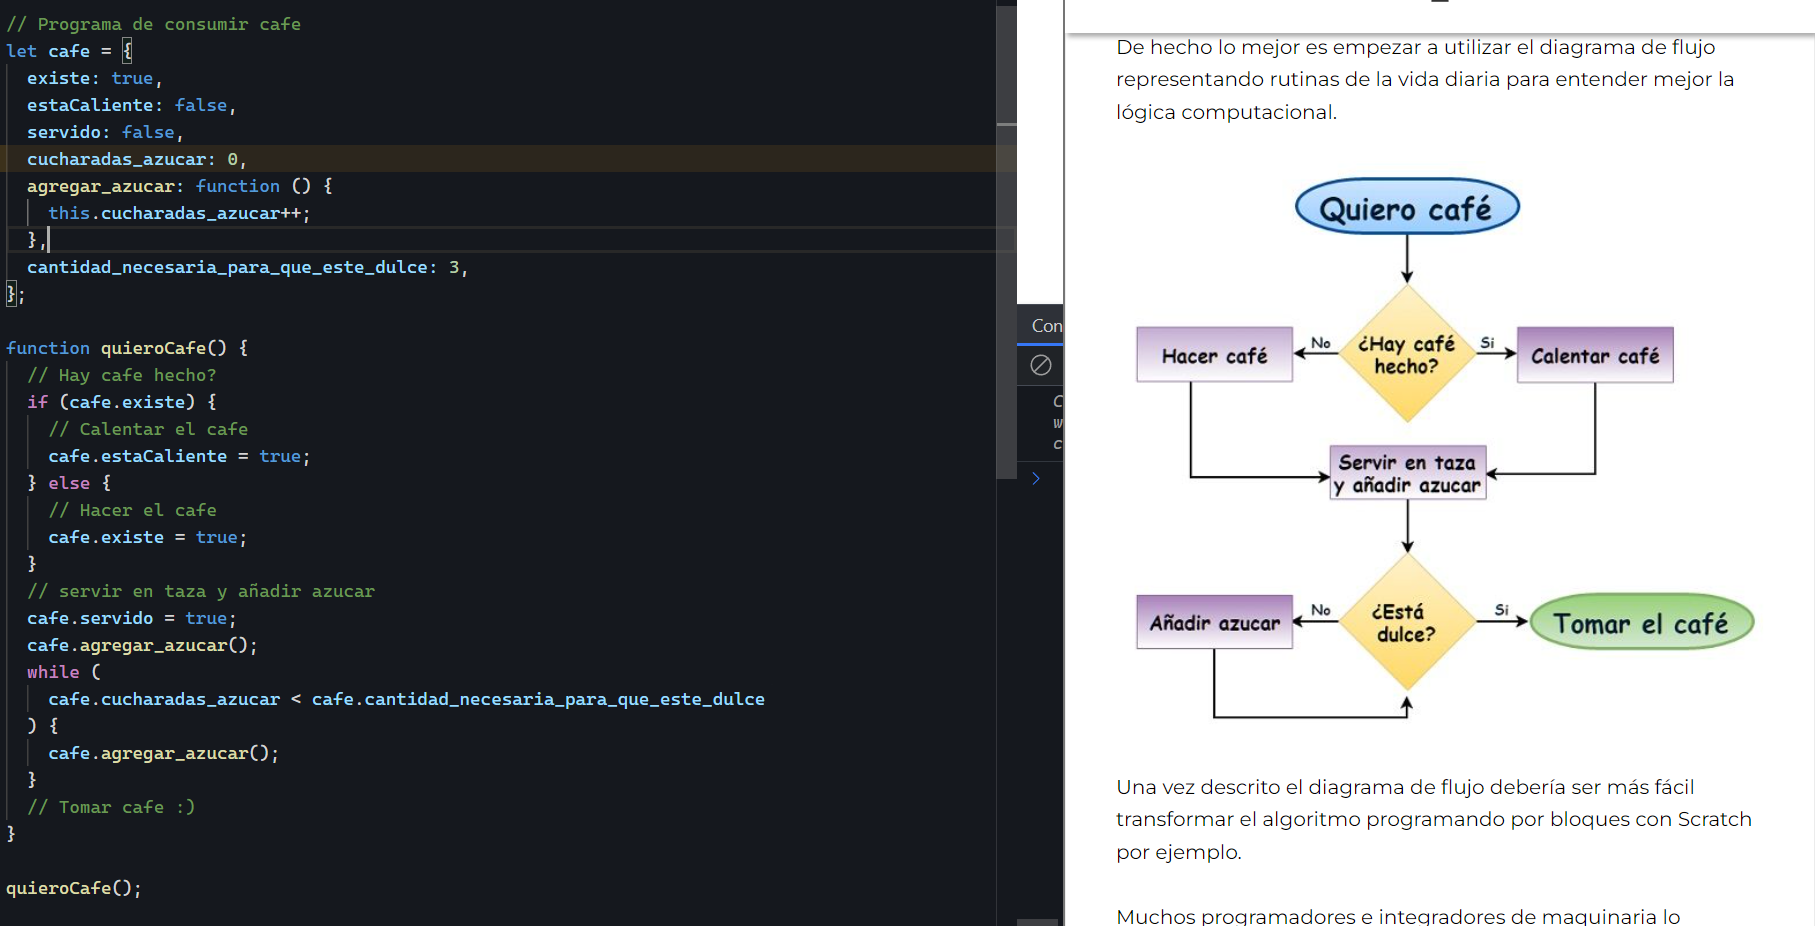 // Programa de consumir cafe
let cafe = {
existe: true,
estaCaliente: false,
servido: false,
cucharadas_azucar: 0,
agregar_azucar: function () {
this.cucharadas_azucar++;
},
cantidad_necesaria_para_que_este_dulce: 3,
};
function quieroCafe() {
// Hay cafe hecho?
if (cafe.existe) {
// Calentar el cafe
cafe.estaCaliente = true;
} else {
// Hacer el cafe
cafe.existe = true;
}
// servir en taza y añadir azucar
cafe.servido = true;
cafe.agregar_azucar();
while (
cafe.cucharadas_azucar < cafe.cantidad_necesaria_para_que_este_dulce
) {
cafe.agregar_azucar();
}
// Tomar cafe :)
}
quieroCafe();
Con
C
w
c
De hecho lo mejor es empezar a utilizar el diagrama de flujo
representando rutinas de la vida diaria para entender mejor la
lógica computacional.
Quiero café
¿Hay café
hecho?
No
Si
Hacer café
Calentar café
Servir en taza
y añadir azucar
¿Está
dulce?
No
Si
Añadir azucar
Tomar el café
Una vez descrito el diagrama de flujo debería ser más fácil
transformar el algoritmo programando por bloques con Scratch
por ejemplo.
Muchos programadores e integradores de maquinaria lo